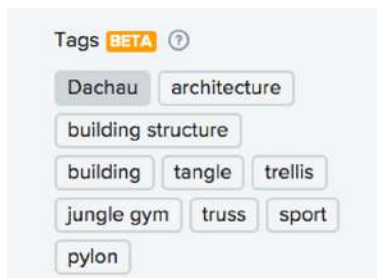 Tags BETA ?
Dachau architecture
building structure
building tangle trellis
jungle gym truss sport
pylon